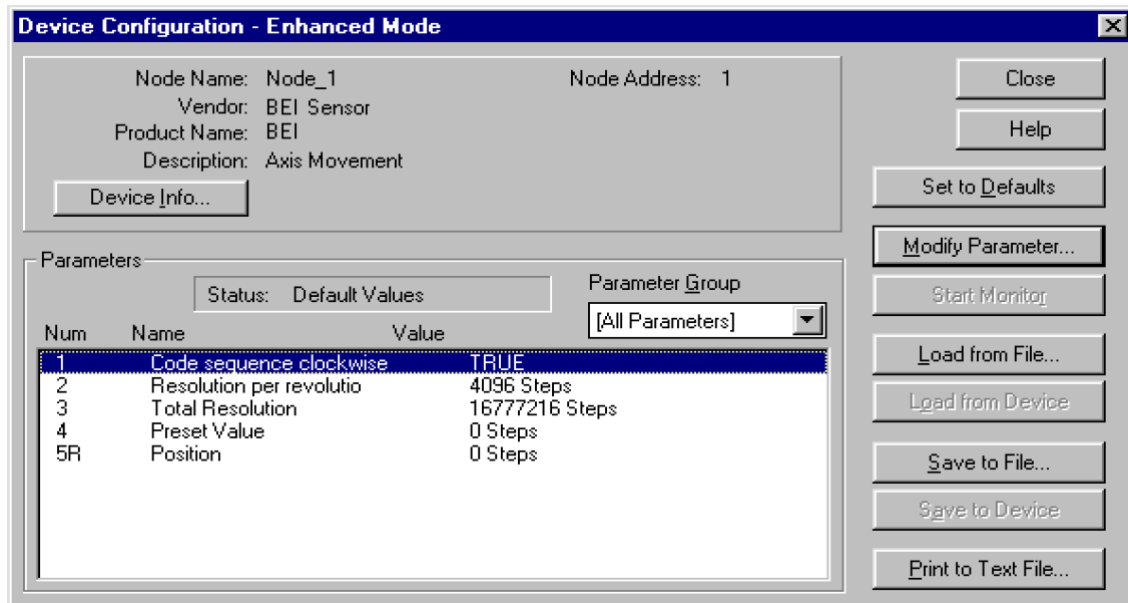 Device Configuration - Enhanced Mode
Node Name: Node_1 Node Address: 1
Vendor: BEI Sensor
Product Name: BEI
Description: Axis Movement
Device Info...
Close
Help
Set to Defaults
Modify Parameter...
Start Monitor
Load from File...
Load from Device
Save to File...
Save to Device
Print to Text File...
Parameters
Status: Default Values
Parameter Group
[All Parameters]
Num Name Value
1 Code sequence clockwise TRUE
2 Resolution per revolutio 4096 Steps
3 Total Resolution 16777216 Steps
4 Preset Value 0 Steps
5R Position 0 Steps